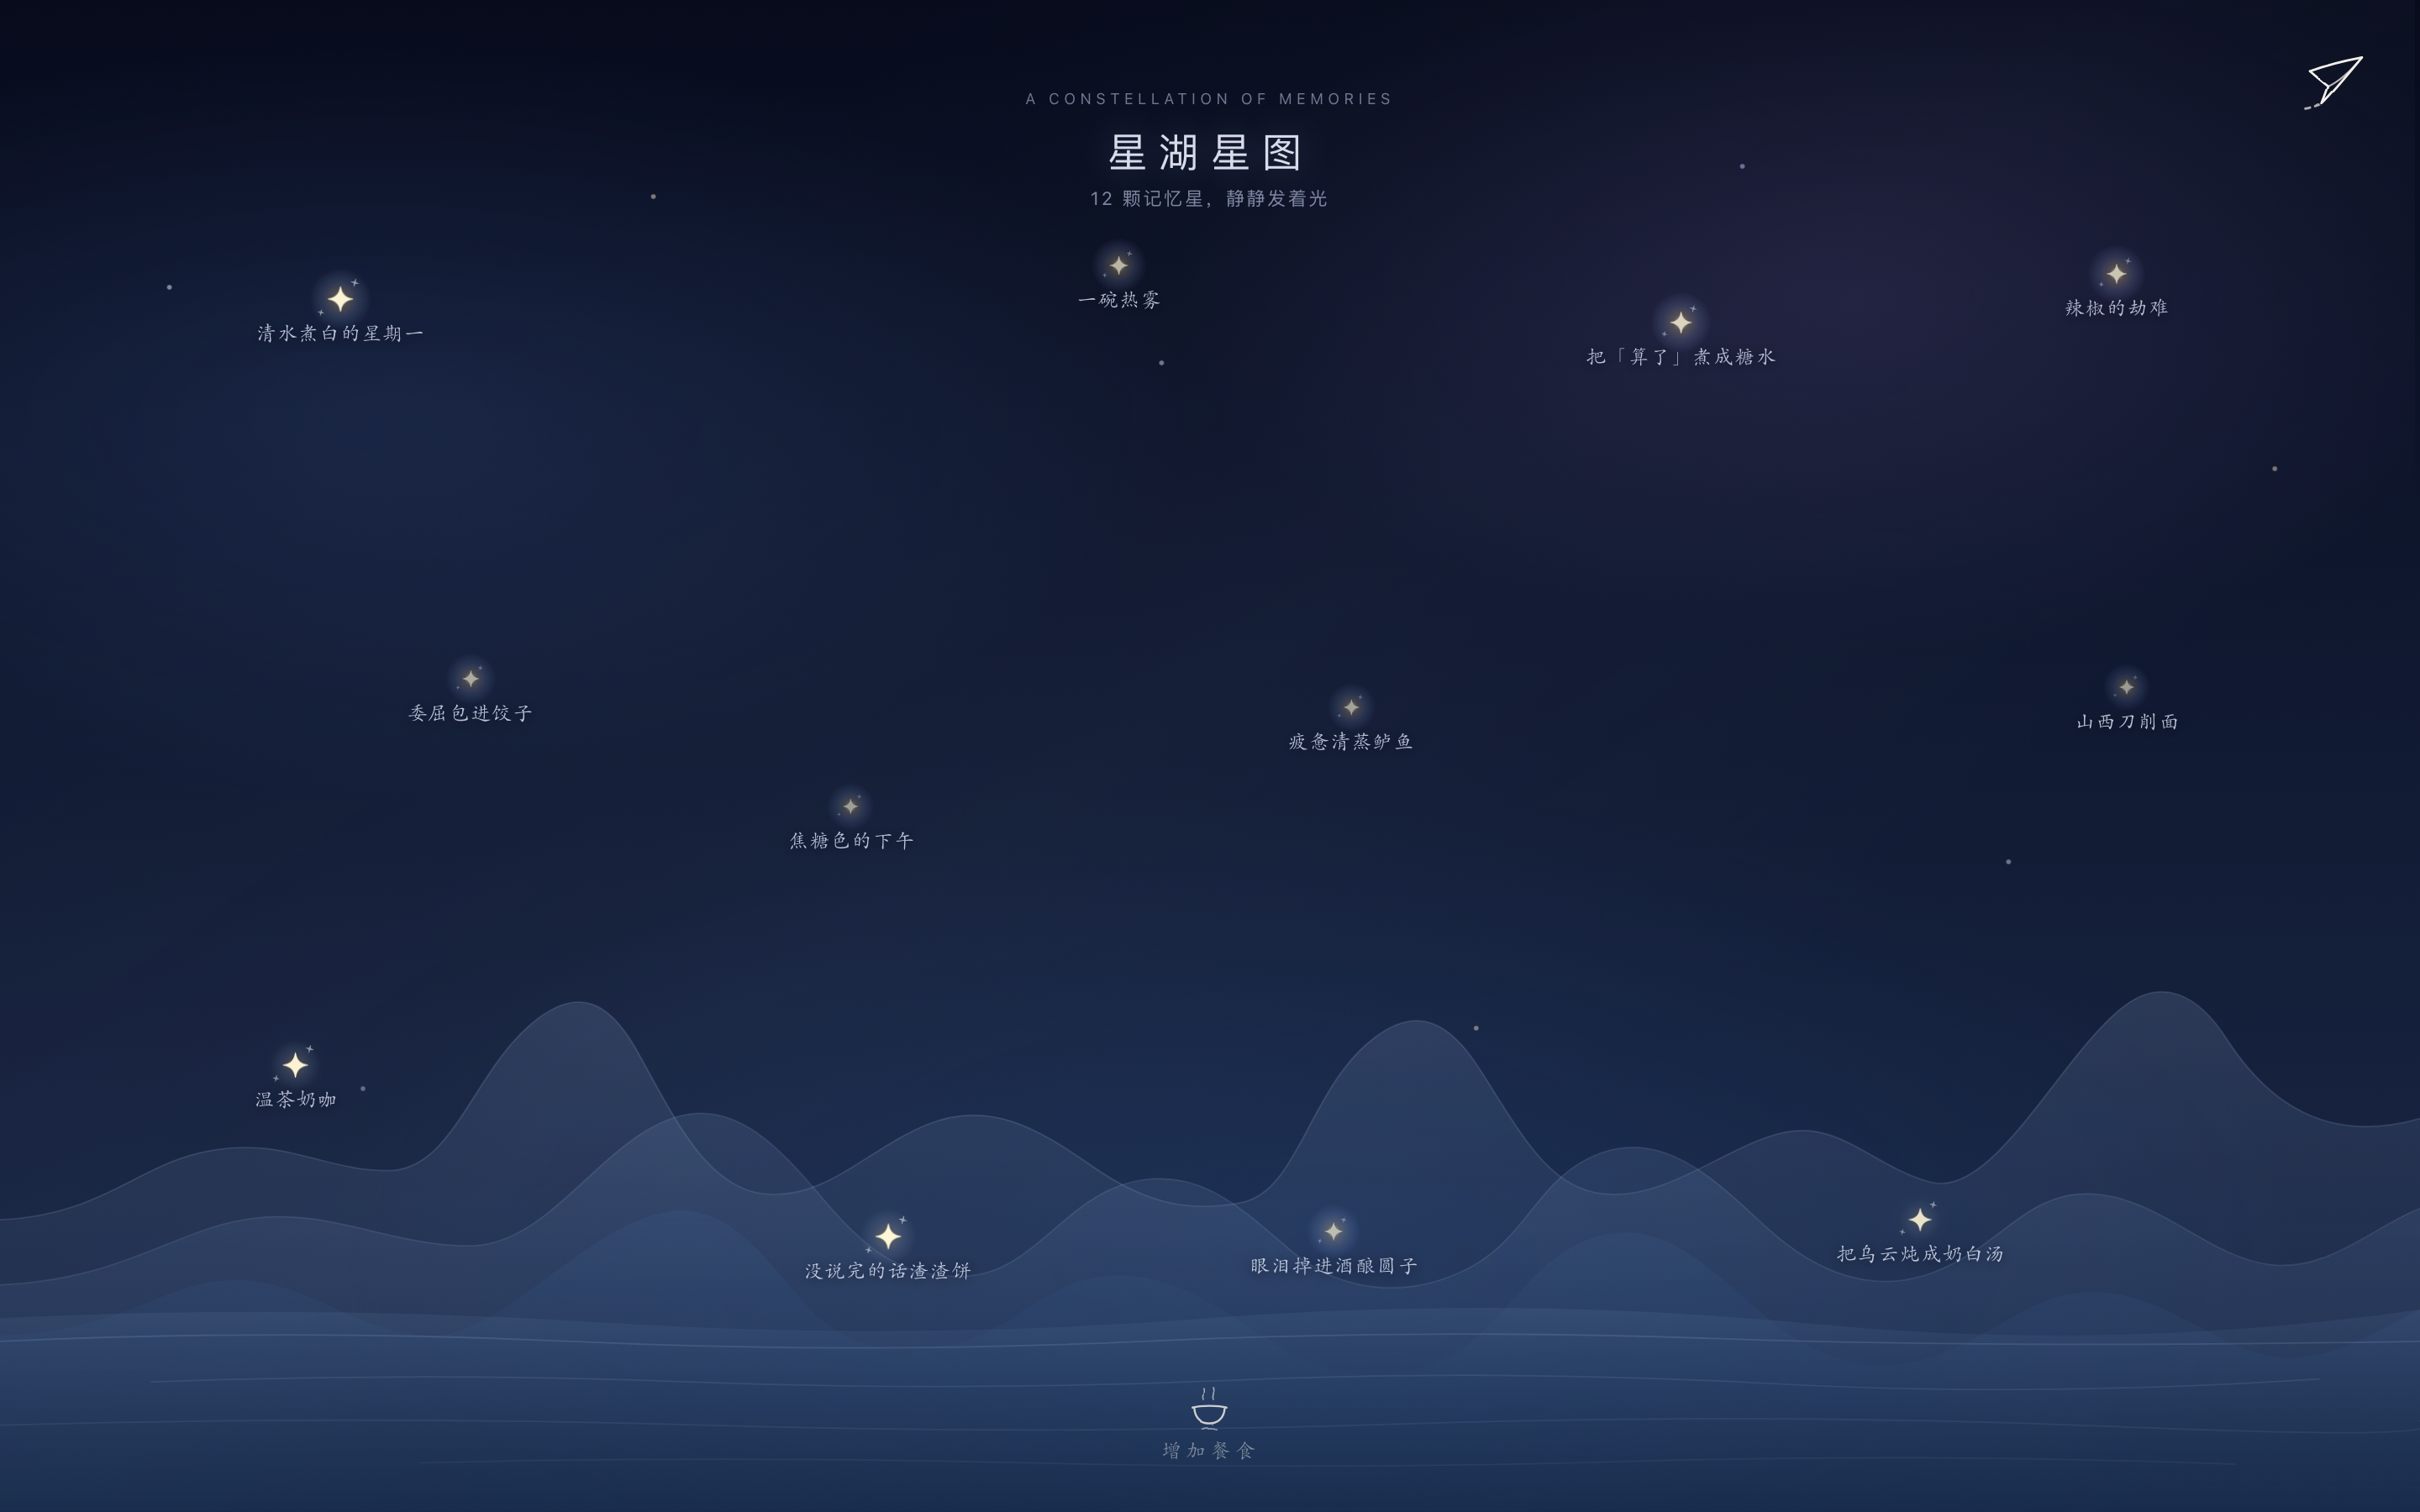 A CONSTELLATION OF MEMORIES
星湖星图
12 颗记忆星，静静发着光
一碗热雾
辣椒的劫难
清水煮白的星期一
把「算了」煮成糖水
委屈包进饺子
山西刀削面
疲惫清蒸鲈鱼
焦糖色的下午
温茶奶咖
把乌云炖成奶白汤
眼泪掉进酒酿圆子
没说完的话渣渣饼
增加餐食